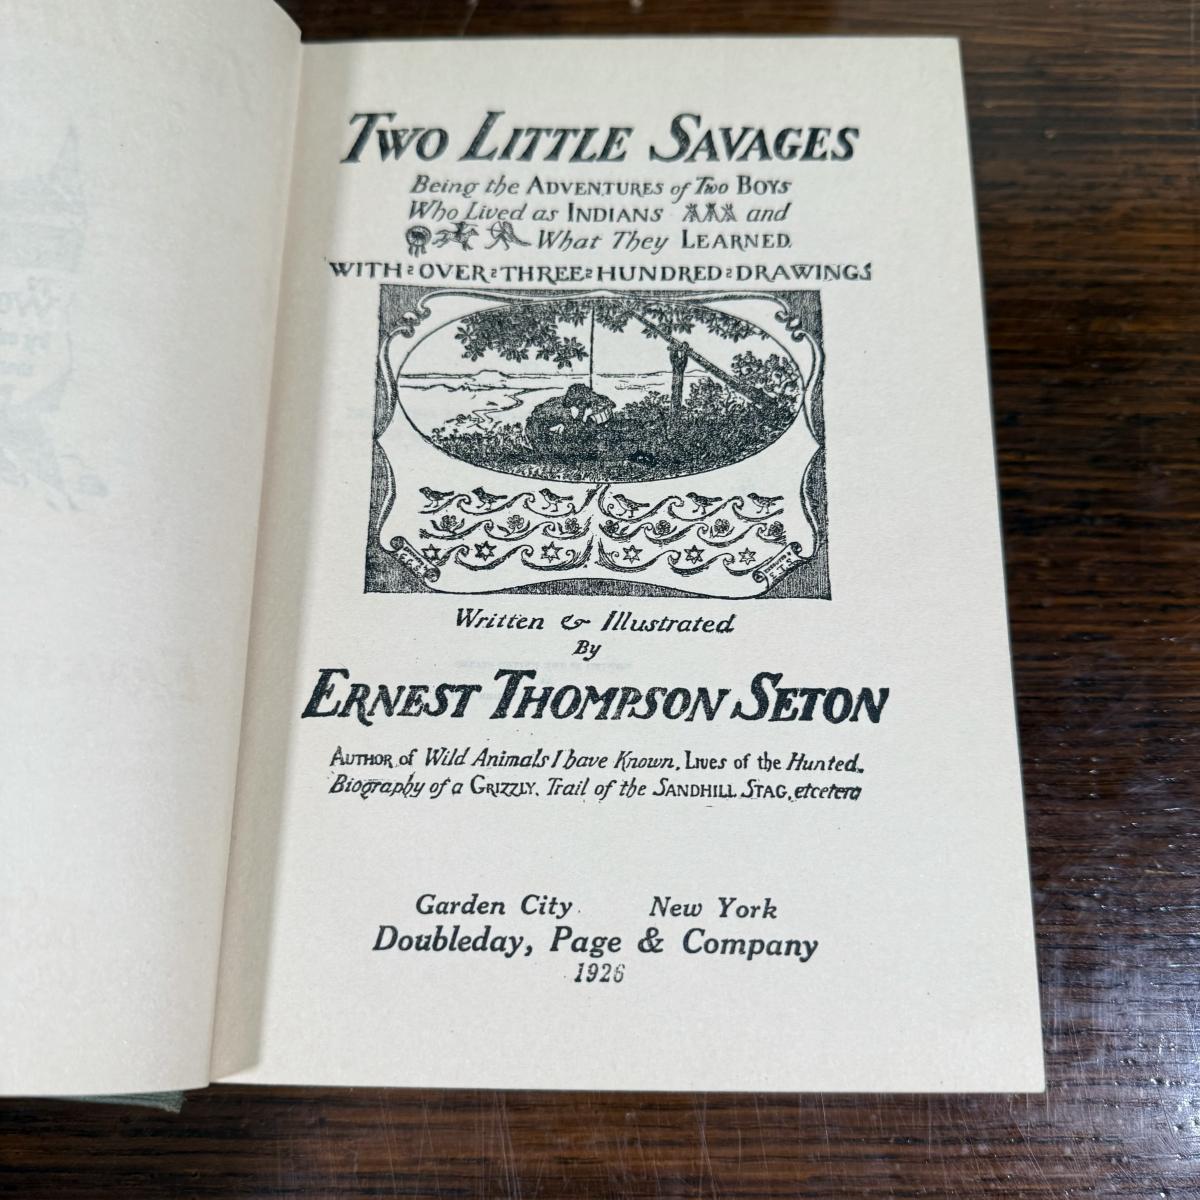 TWO LITTLE SAVAGES
Being the ADVENTURES of Two BOYS
Who Lived as INDIANS and
What They LEARNED.
WITH OVER THREE HUNDRED DRAWINGS
Written & Illustrated
By
ERNEST THOMPSON SETON
AUTHOR of Wild Animals I have Known, Lives of the Hunted,
Biography of a GRIZZLY, Trail of the SANDHILL STAG, etcetera
Garden City New York
Doubleday, Page & Company
1926